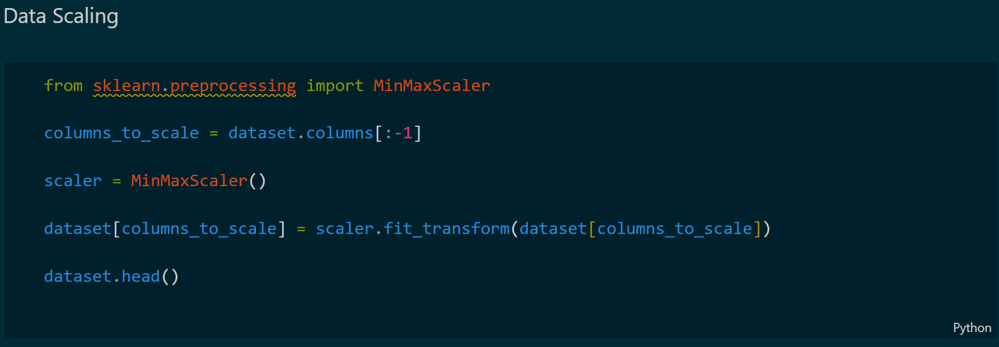 Data Scaling
from sklearn.preprocessing import MinMaxScaler
columns_to_scale = dataset.columns[:-1]
scaler = MinMaxScaler()
dataset[columns_to_scale] = scaler.fit_transform(dataset[columns_to_scale])
dataset.head()
Python